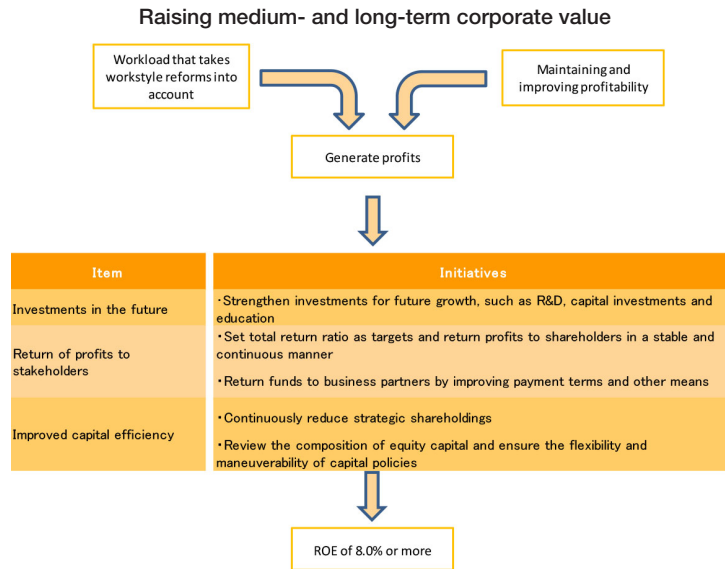 Raising medium- and long-term corporate value
Workload that takes
workstyle reforms into
account
Maintaining and
improving profitability
Generate profits
Item
Initiatives
Investments in the future
・Strengthen investments for future growth, such as R&D, capital investments and
education
Return of profits to
stakeholders
・Set total return ratio as targets and return profits to shareholders in a stable and
continuous manner
・Return funds to business partners by improving payment terms and other means
Improved capital efficiency
・Continuously reduce strategic shareholdings
・Review the composition of equity capital and ensure the flexibility and
maneuverability of capital policies
ROE of 8.0% or more